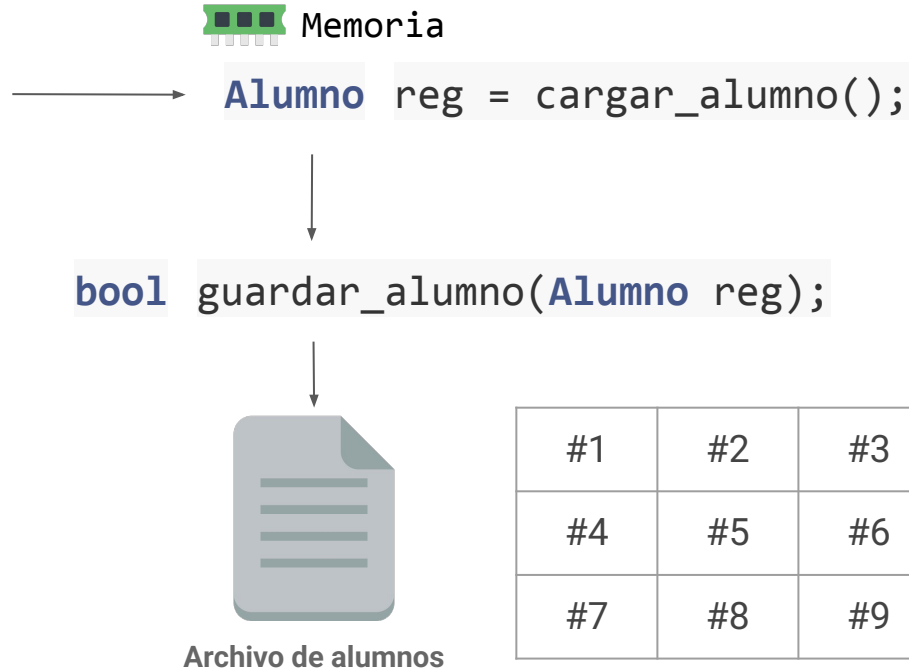 Memoria
Alumno reg = cargar_alumno();
bool guardar_alumno(Alumno reg);
#1 #2 #3
#4 #5 #6
#7 #8 #9
Archivo de alumnos